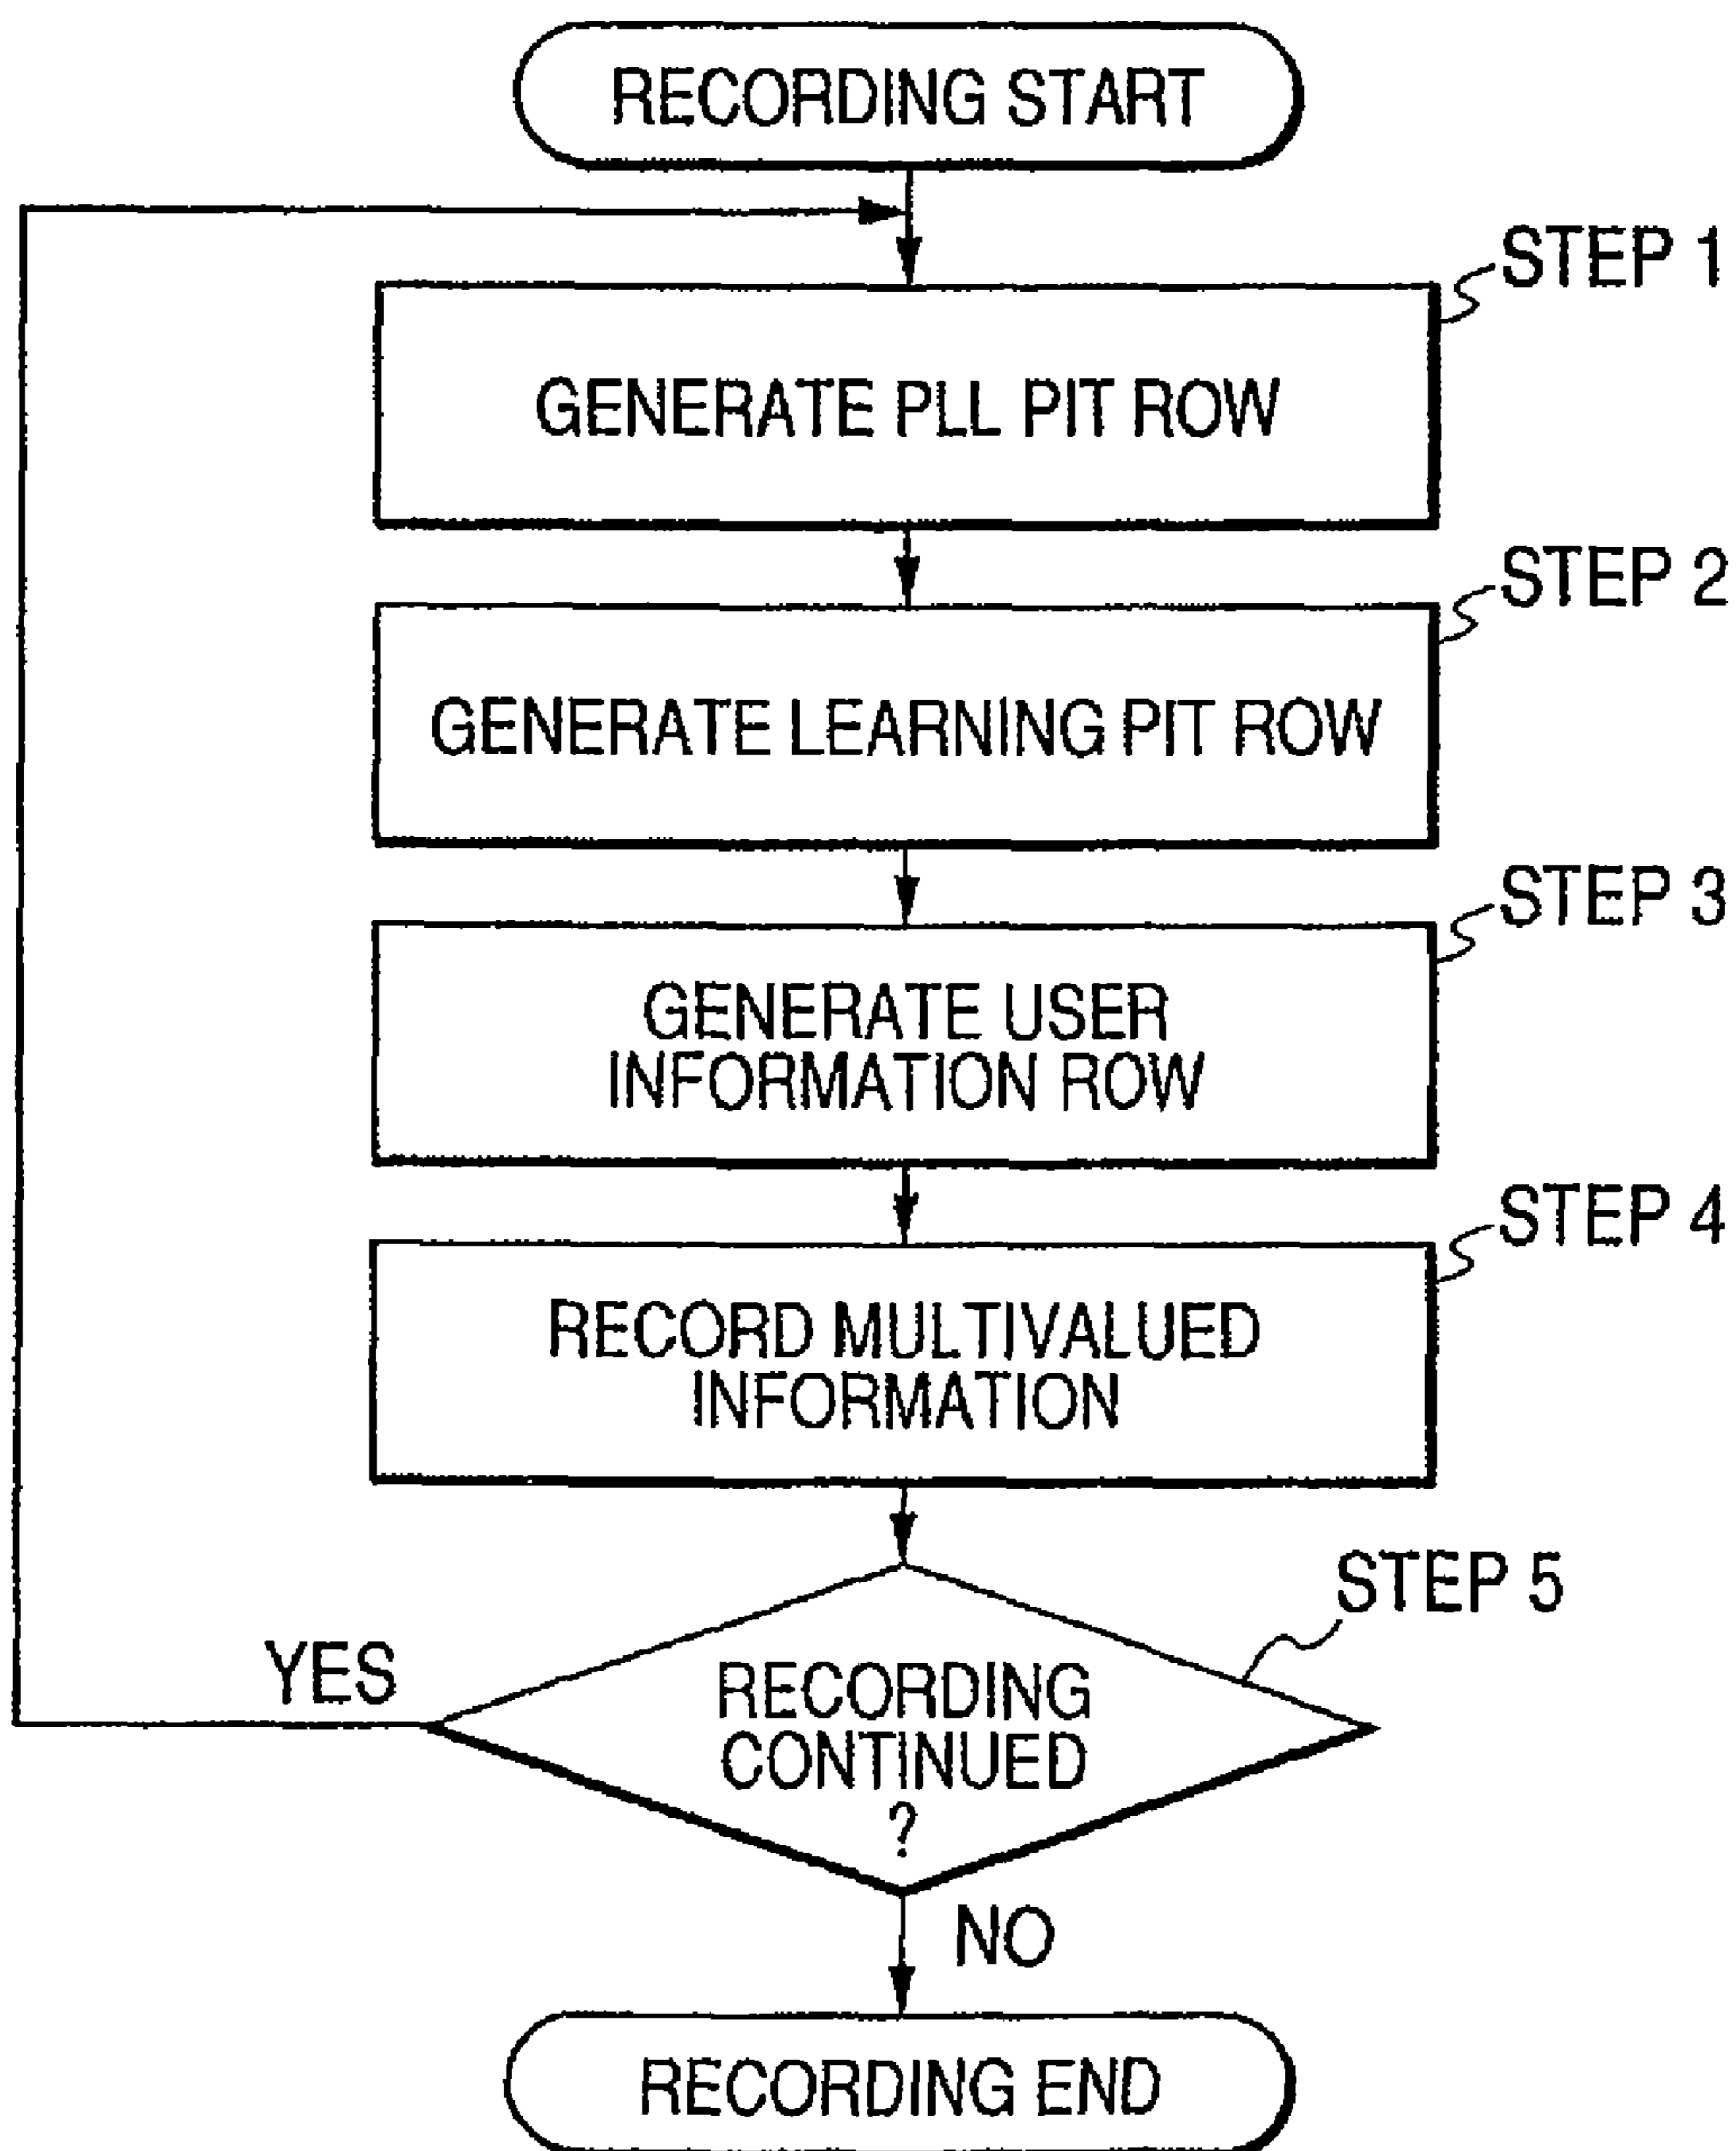 RECORDING START
STEP 1
GENERATE PLL PIT ROW
STEP 2
GENERATE LEARNING PIT ROW
STEP 3
GENERATE USER
INFORMATION ROW
STEP 4
RECORD MULTIVALUED
INFORMATION
STEP 5
YES
RECORDING
CONTINUED
?
NO
RECORDING END